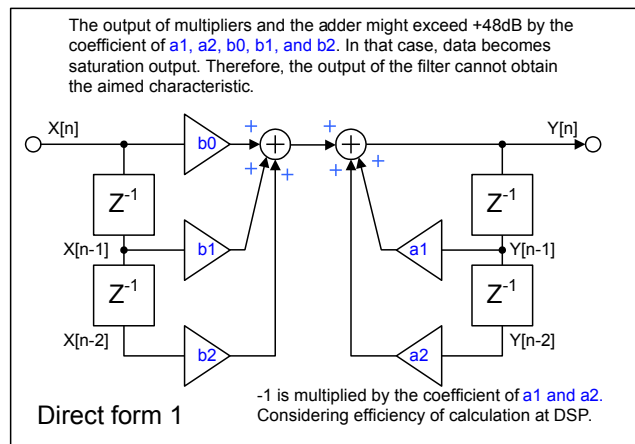 The output of multipliers and the adder might exceed +48dB by the
coefficient of a1, a2, b0, b1, and b2. In that case, data becomes
saturation output. Therefore, the output of the filter cannot obtain
the aimed characteristic.
X[n]
b0
+
+
+
+
+
+
+
+
Y[n]
Z-1
Z-1
X[n-1]
b1
a1
Y[n-1]
Z-1
Z-1
X[n-2]
b2
a2
Y[n-2]
-1 is multiplied by the coefficient of a1 and a2.
Direct form 1
Considering efficiency of calculation at DSP.